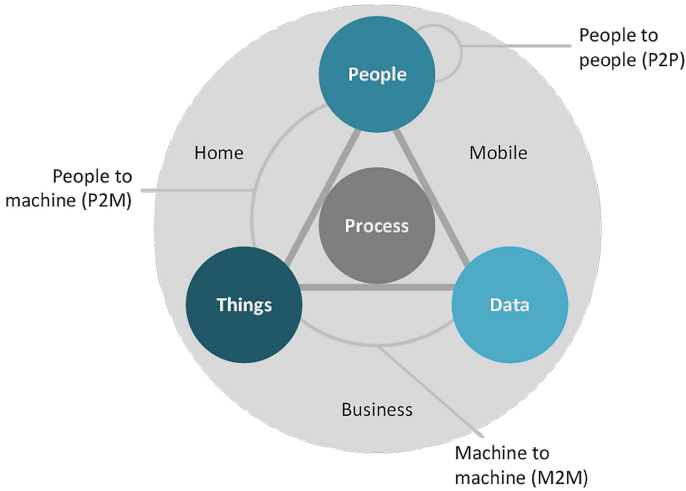 People to
people (P2P)
People
Home
Mobile
People to
machine (P2M)
Process
Things
Data
Business
Machine to
machine (M2M)